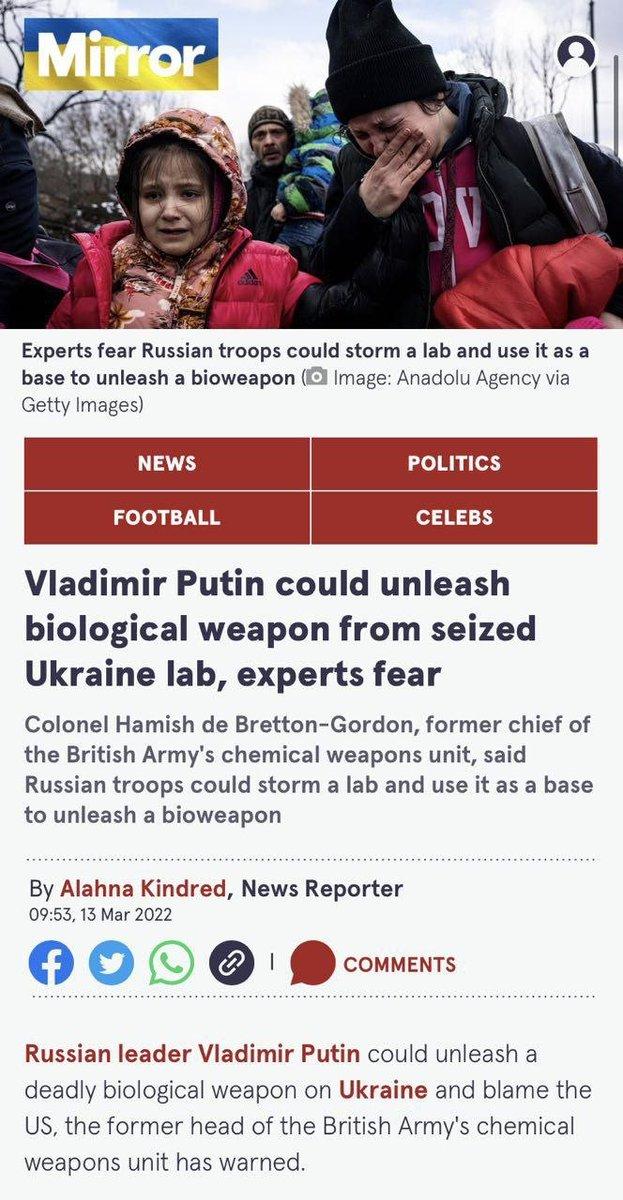 Mirror
Experts fear Russian troops could storm a lab and use it as a
base to unleash a bioweapon ( Image: Anadolu Agency via
Getty Images)
NEWS
POLITICS
FOOTBALL
CELEBS
Vladimir Putin could unleash
biological weapon from seized
Ukraine lab, experts fear
Colonel Hamish de Bretton-Gordon, former chief of
the British Army's chemical weapons unit, said
Russian troops could storm a lab and use it as a base
to unleash a bioweapon
By Alahna Kindred, News Reporter
09:53, 13 Mar 2022
COMMENTS
Russian leader Vladimir Putin could unleash a
deadly biological weapon on Ukraine and blame the
US, the former head of the British Army's chemical
weapons unit has warned.